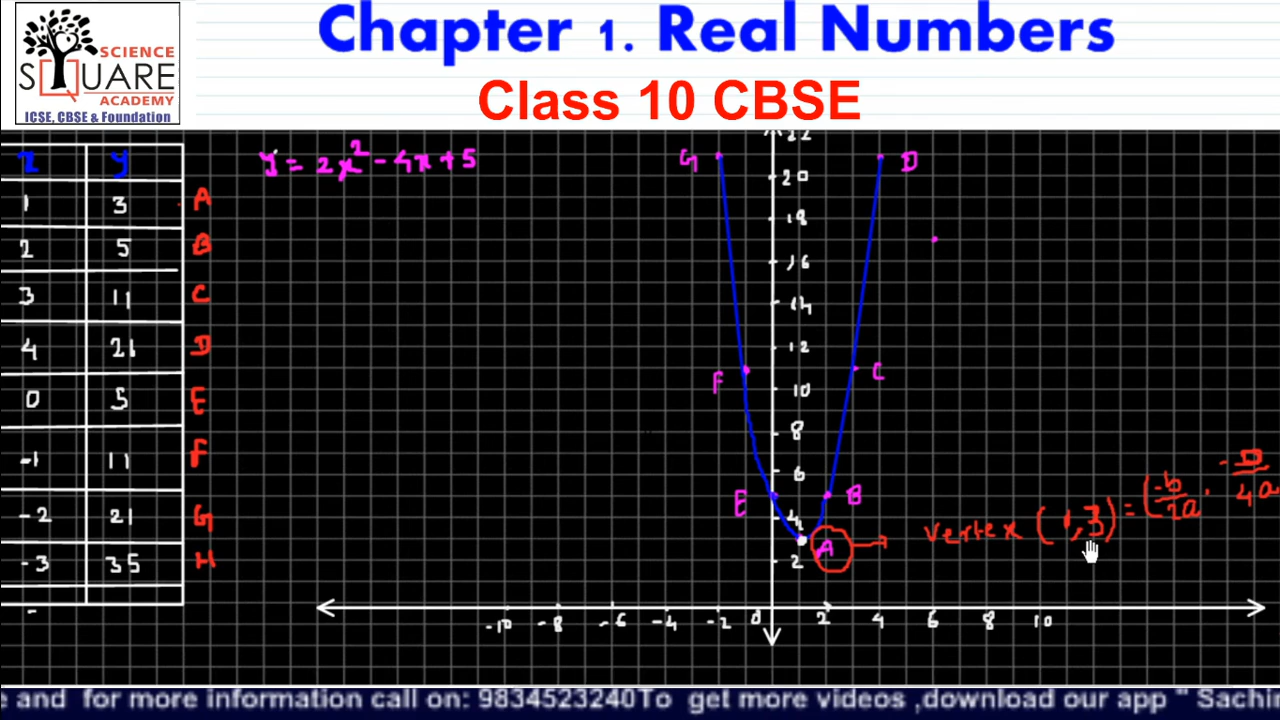 Chapter 1. Real Numbers
Class 10 CBSE
SCIENCE
SQUARE
ACADEMY
ICSE, CBSE & Foundation
x y
1 3 A
2 5 B
3 11 C
4 21 D
0 5 E
-1 11 F
-2 21 G
-3 35 H
-
y = 2x² - 4x + 5
G D
22
20
18
16
14
12
F C
10
8
6
E B
4
A
2
vertex (1,3) = (-b/2a, -D/4a
-10 -8 -6 -4 -2 0 2 4 6 8 10
and for more information call on: 9834523240To get more videos ,download our app " Sachi